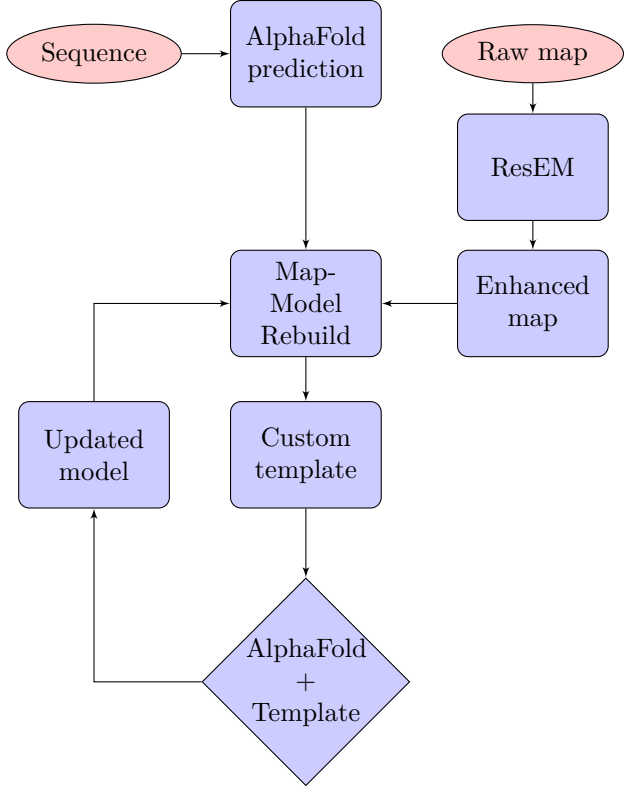 Sequence
AlphaFold
prediction
Raw map
ResEM
Map-
Model
Rebuild
Enhanced
map
Updated
model
Custom
template
AlphaFold
+
Template